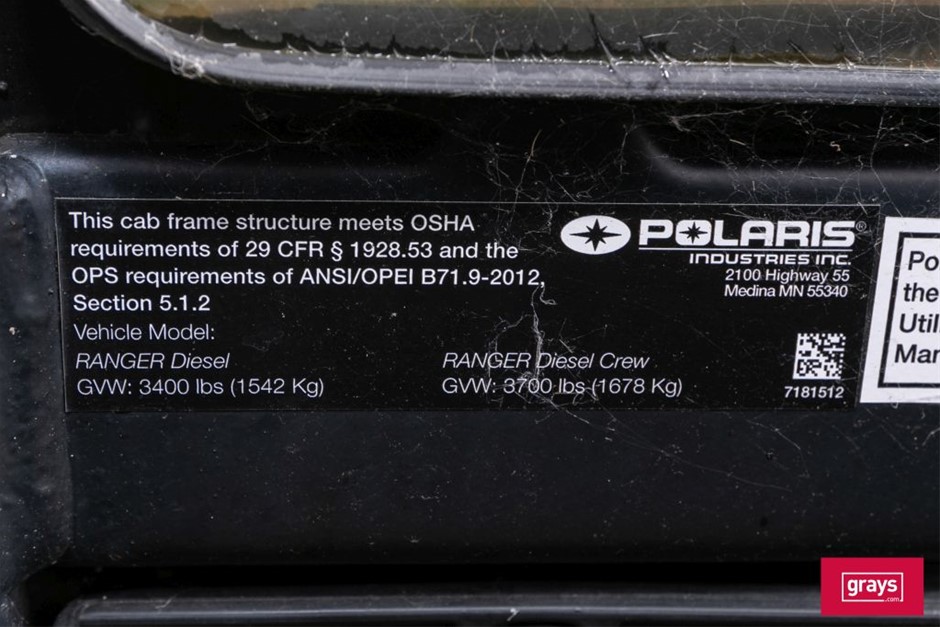 This cab frame structure meets OSHA
requirements of 29 CFR § 1928.53 and the
OPS requirements of ANSI/OPEI B71.9-2012,
Section 5.1.2
Vehicle Model:
RANGER Diesel
GVW: 3400 lbs (1542 Kg)
RANGER Diesel Crew
GVW: 3700 lbs (1678 Kg)
POLARIS®
INDUSTRIES INC.
2100 Highway 55
Medina MN 55340
7181512
Po
the
Util
Man
grays
.com